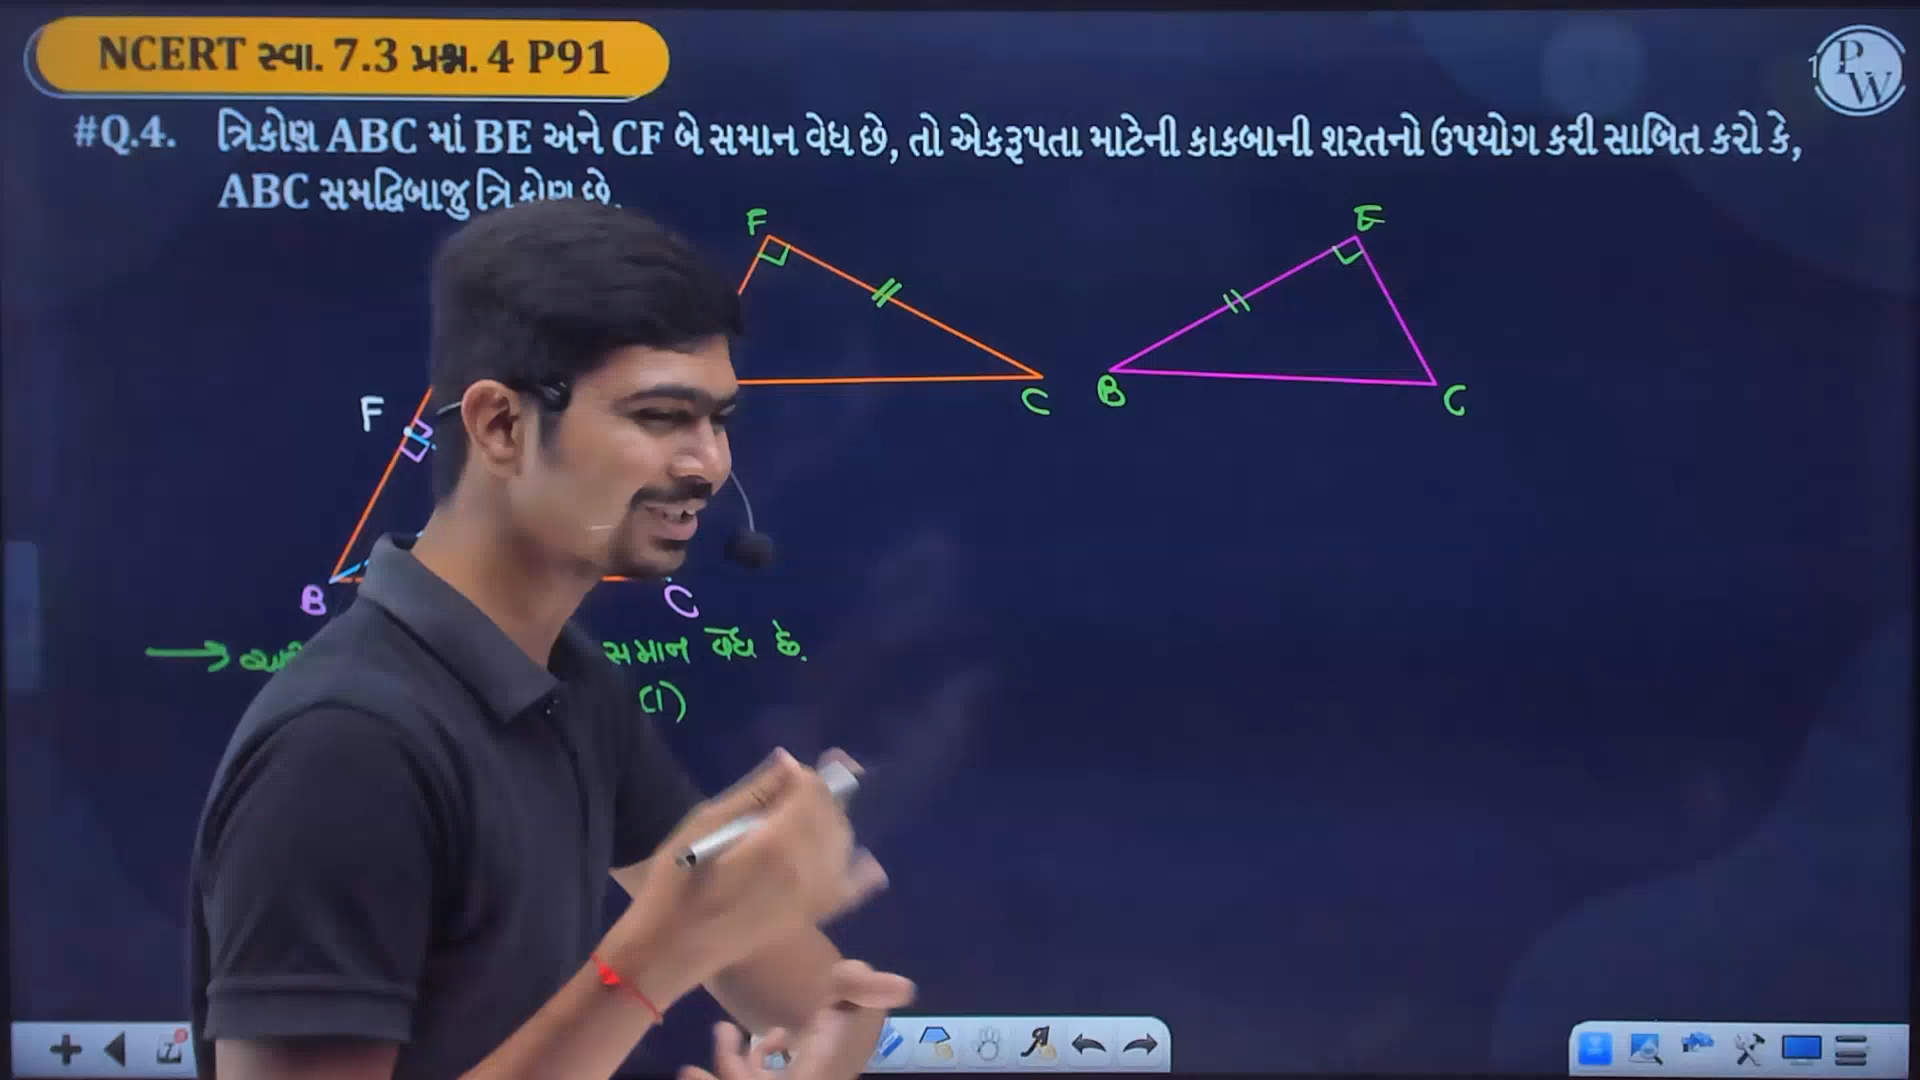 NCERT સ્વા. 7.3 પ્રશ્ન. 4 P91
PW
#Q.4. ત્રિકોણ ABC માં BE અને CF બે સમાન વેધ છે, તો એકરૂપતા માટેની કાકબાની શરતનો ઉપયોગ કરી સાબિત કરો કે,
ABC સમદ્વિબાજુ ત્રિકોણ છે.
F E
C B C
F
B C
સમાન વેધ છે.
(1)